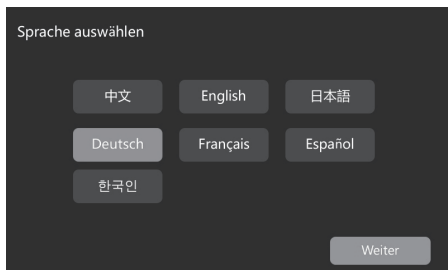 Sprache auswählen
中文 English 日本語
Deutsch Français Español
한국인
Weiter